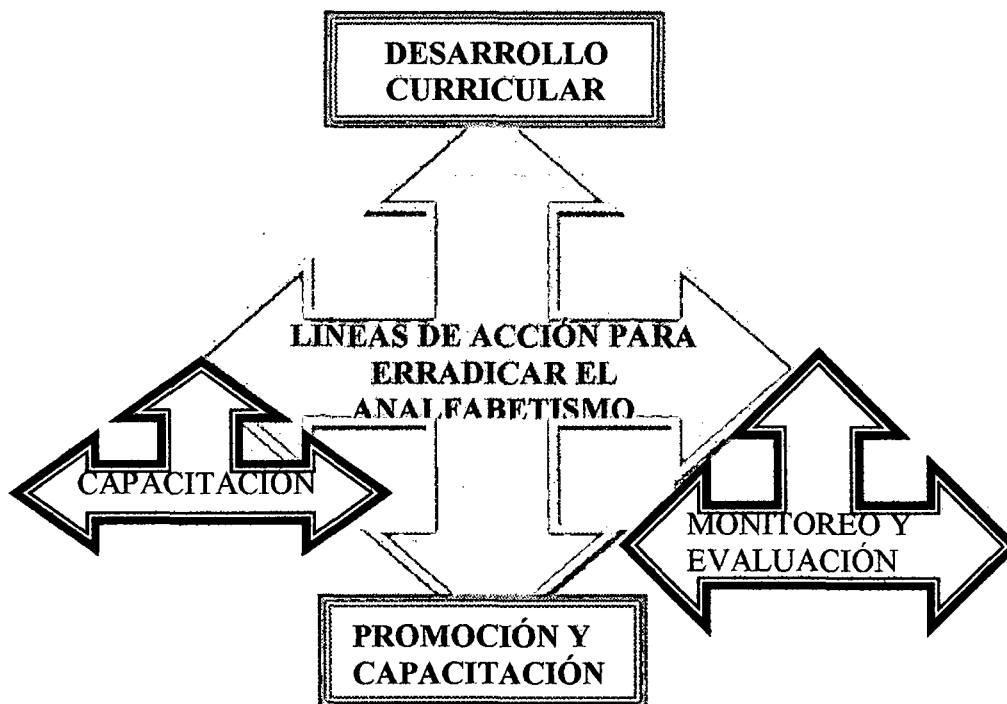 DESARROLLO
CURRICULAR
LINEAS DE ACCIÓN PARA
ERRADICAR EL
ANALFABETISMO
CAPACITACIÓN
MONITOREO Y
EVALUACIÓN
PROMOCIÓN Y
CAPACITACIÓN